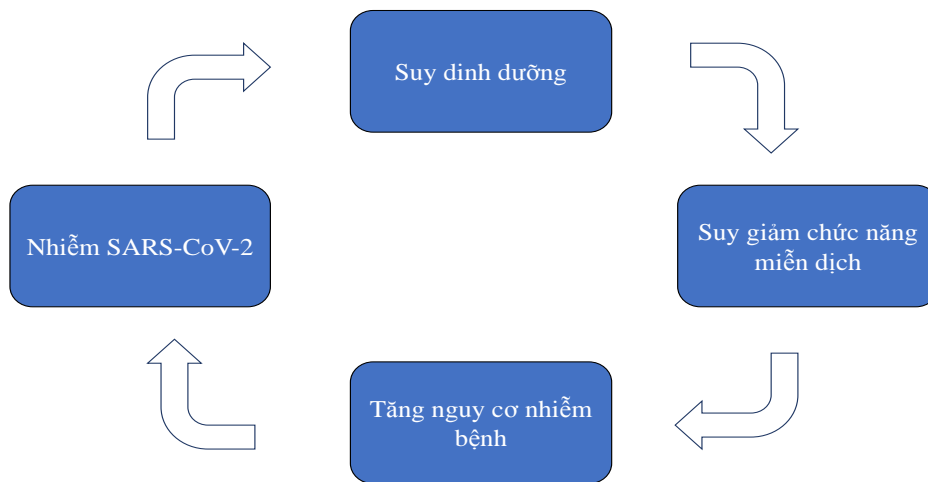 Suy dinh dưỡng
Nhiễm SARS-CoV-2
Suy giảm chức năng
miễn dịch
Tăng nguy cơ nhiễm
bệnh